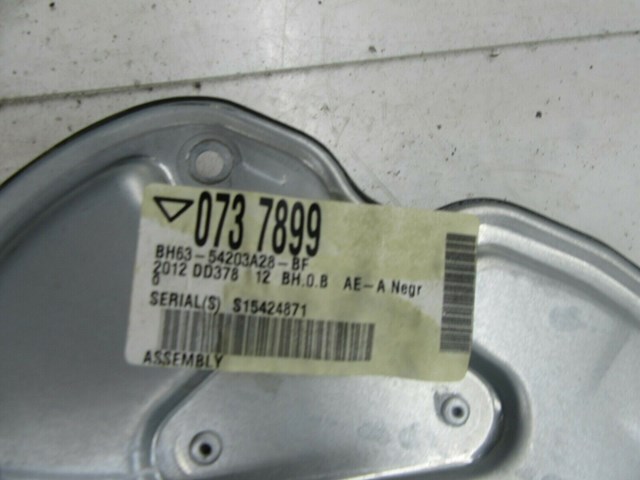 073 7899
BH63-54203A28-BF
2012 DD378 12 BH.0.B AE-A Negr
0
SERIAL(S) S15424871
ASSEMBLY